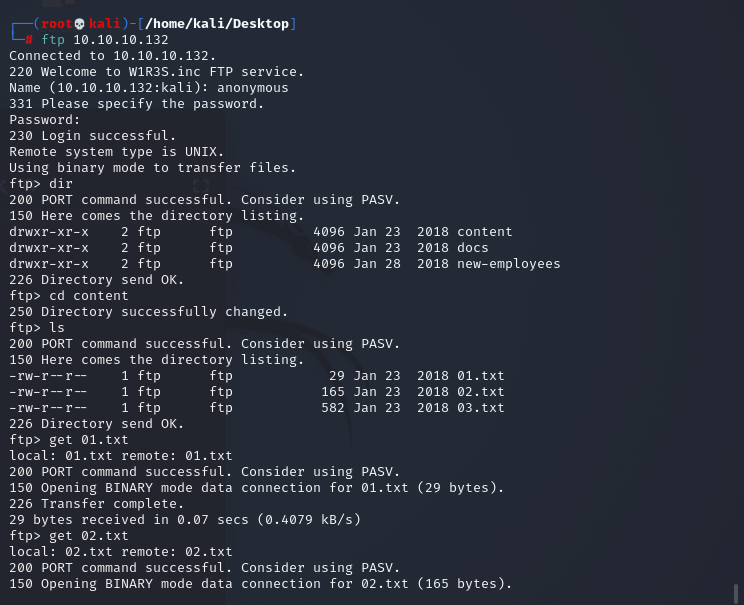 ┌──(root💀kali)-[/home/kali/Desktop]
└─# ftp 10.10.10.132
Connected to 10.10.10.132.
220 Welcome to W1R3S.inc FTP service.
Name (10.10.10.132:kali): anonymous
331 Please specify the password.
Password:
230 Login successful.
Remote system type is UNIX.
Using binary mode to transfer files.
ftp> dir
200 PORT command successful. Consider using PASV.
150 Here comes the directory listing.
drwxr-xr-x    2 ftp      ftp          4096 Jan 23  2018 content
drwxr-xr-x    2 ftp      ftp          4096 Jan 23  2018 docs
drwxr-xr-x    2 ftp      ftp          4096 Jan 28  2018 new-employees
226 Directory send OK.
ftp> cd content
250 Directory successfully changed.
ftp> ls
200 PORT command successful. Consider using PASV.
150 Here comes the directory listing.
-rw-r--r--    1 ftp      ftp            29 Jan 23  2018 01.txt
-rw-r--r--    1 ftp      ftp           165 Jan 23  2018 02.txt
-rw-r--r--    1 ftp      ftp           582 Jan 23  2018 03.txt
226 Directory send OK.
ftp> get 01.txt
local: 01.txt remote: 01.txt
200 PORT command successful. Consider using PASV.
150 Opening BINARY mode data connection for 01.txt (29 bytes).
226 Transfer complete.
29 bytes received in 0.07 secs (0.4079 kB/s)
ftp> get 02.txt
local: 02.txt remote: 02.txt
200 PORT command successful. Consider using PASV.
150 Opening BINARY mode data connection for 02.txt (165 bytes).